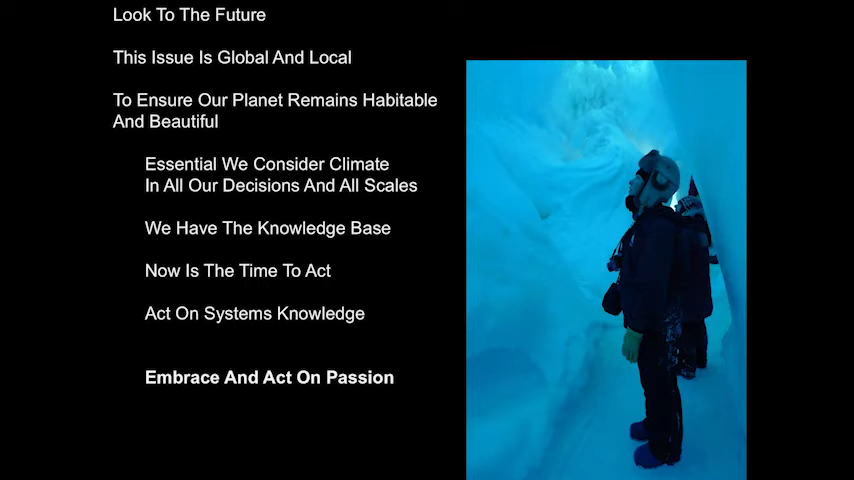 Look To The Future
This Issue Is Global And Local
To Ensure Our Planet Remains Habitable
And Beautiful
Essential We Consider Climate
In All Our Decisions And All Scales
We Have The Knowledge Base
Now Is The Time To Act
Act On Systems Knowledge
Embrace And Act On Passion